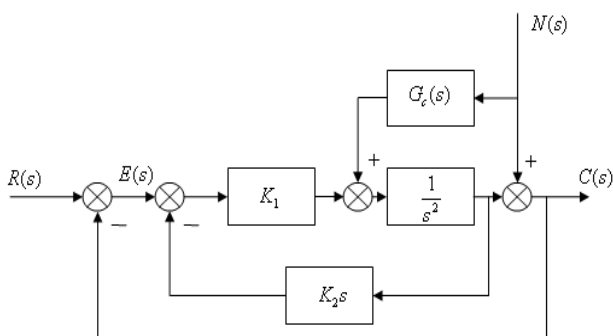 N(s)
G_c(s)
+
+
R(s)
E(s)
C(s)
K_1
1
s^2
−
−
K_2 s